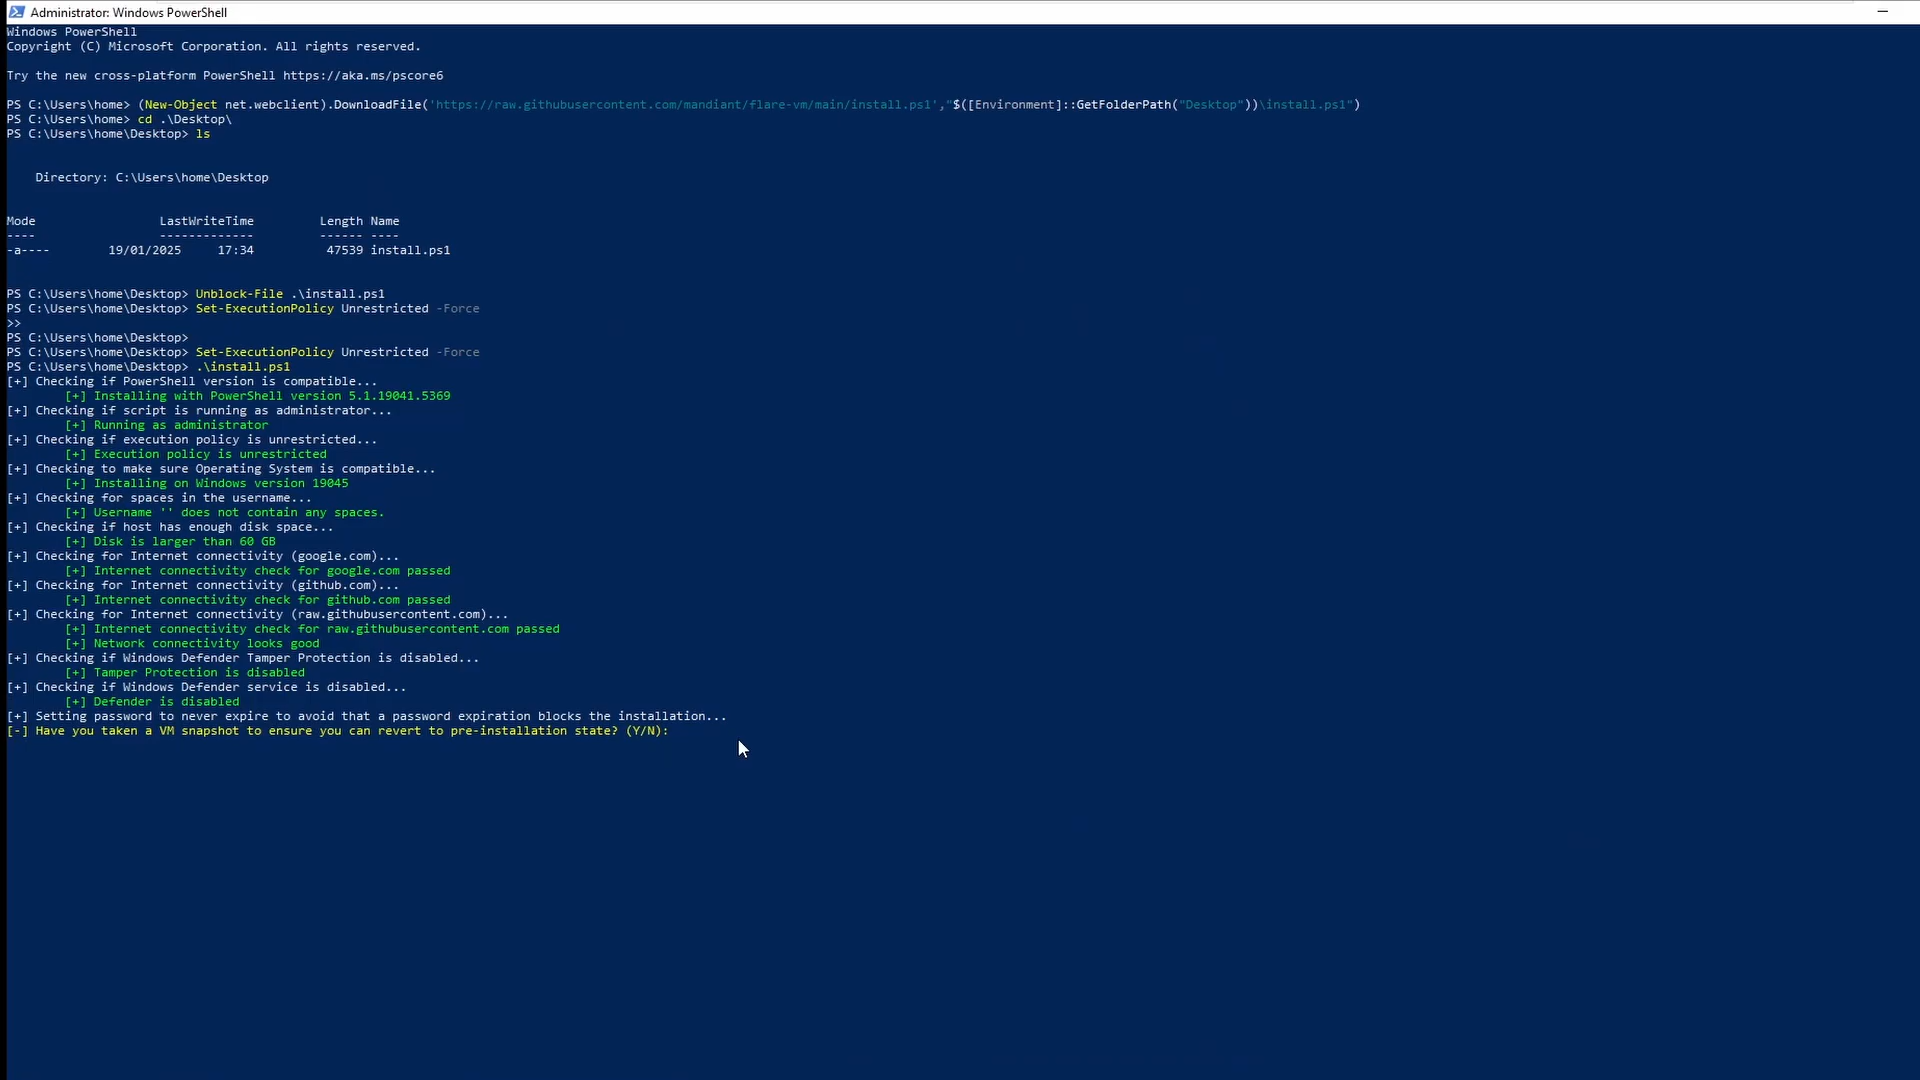 Administrator: Windows PowerShell
Windows PowerShell
Copyright (C) Microsoft Corporation. All rights reserved.
Try the new cross-platform PowerShell https://aka.ms/pscore6
PS C:\Users\home> (New-Object net.webclient).DownloadFile('https://raw.githubusercontent.com/mandiant/flare-vm/main/install.ps1',"$([Environment]::GetFolderPath("Desktop"))\install.ps1")
PS C:\Users\home> cd .\Desktop\
PS C:\Users\home\Desktop> ls
Directory: C:\Users\home\Desktop
Mode                 LastWriteTime         Length Name
----                 -------------         ------ ----
-a----        19/01/2025     17:34          47539 install.ps1
PS C:\Users\home\Desktop> Unblock-File .\install.ps1
PS C:\Users\home\Desktop> Set-ExecutionPolicy Unrestricted -Force
>>
PS C:\Users\home\Desktop>
PS C:\Users\home\Desktop> Set-ExecutionPolicy Unrestricted -Force
PS C:\Users\home\Desktop> .\install.ps1
[+] Checking if PowerShell version is compatible...
[+] Installing with PowerShell version 5.1.19041.5369
[+] Checking if script is running as administrator...
[+] Running as administrator
[+] Checking if execution policy is unrestricted...
[+] Execution policy is unrestricted
[+] Checking to make sure Operating System is compatible...
[+] Installing on Windows version 19045
[+] Checking for spaces in the username...
[+] Username '' does not contain any spaces.
[+] Checking if host has enough disk space...
[+] Disk is larger than 60 GB
[+] Checking for Internet connectivity (google.com)...
[+] Internet connectivity check for google.com passed
[+] Checking for Internet connectivity (github.com)...
[+] Internet connectivity check for github.com passed
[+] Checking for Internet connectivity (raw.githubusercontent.com)...
[+] Internet connectivity check for raw.githubusercontent.com passed
[+] Network connectivity looks good
[+] Checking if Windows Defender Tamper Protection is disabled...
[+] Tamper Protection is disabled
[+] Checking if Windows Defender service is disabled...
[+] Defender is disabled
[+] Setting password to never expire to avoid that a password expiration blocks the installation...
[-] Have you taken a VM snapshot to ensure you can revert to pre-installation state? (Y/N):